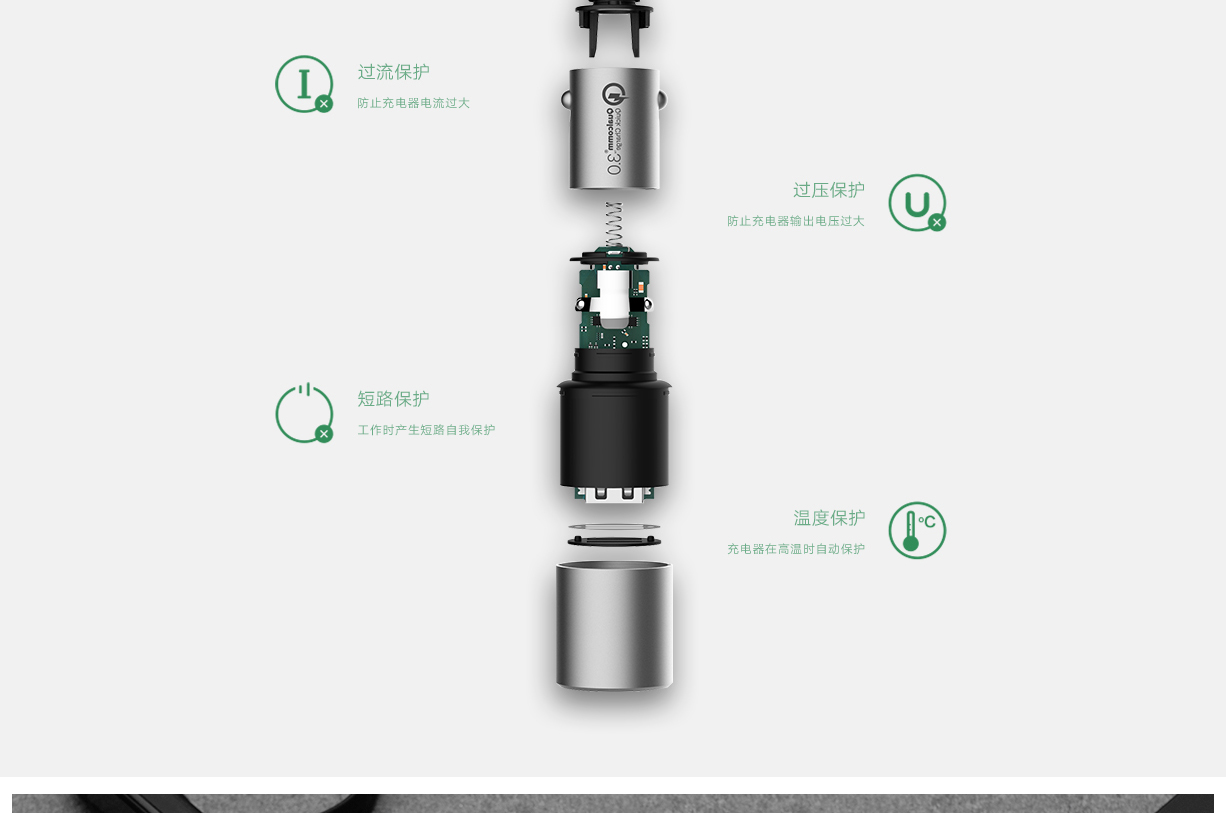 I
过流保护
防止充电器电流过大
Quick Charge
Qualcomm® 3.0
过压保护
U
防止充电器输出电压过大
短路保护
工作时产生短路自我保护
温度保护
°C
充电器在高温时自动保护